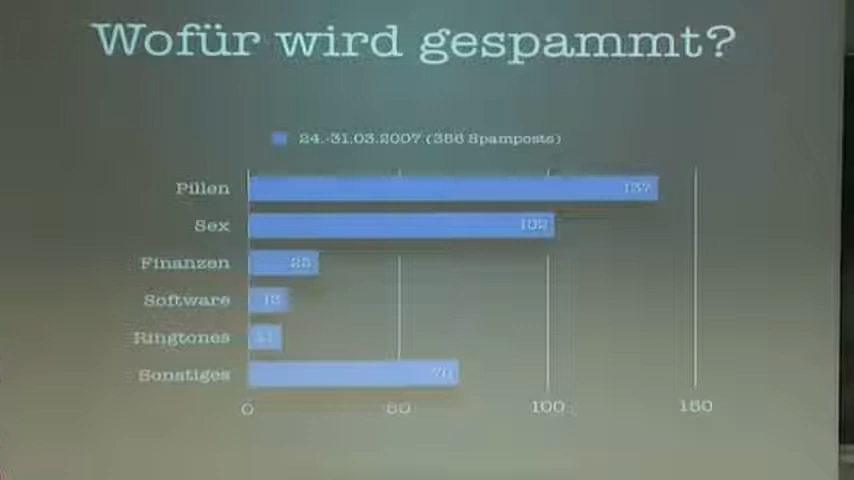 Wofür wird gespammt?
24.-31.03.2007 (356 Spamposts)
Pillen 137
Sex 102
Finanzen 23
Software 13
Ringtones 11
Sonstiges 70
0 50 100 150